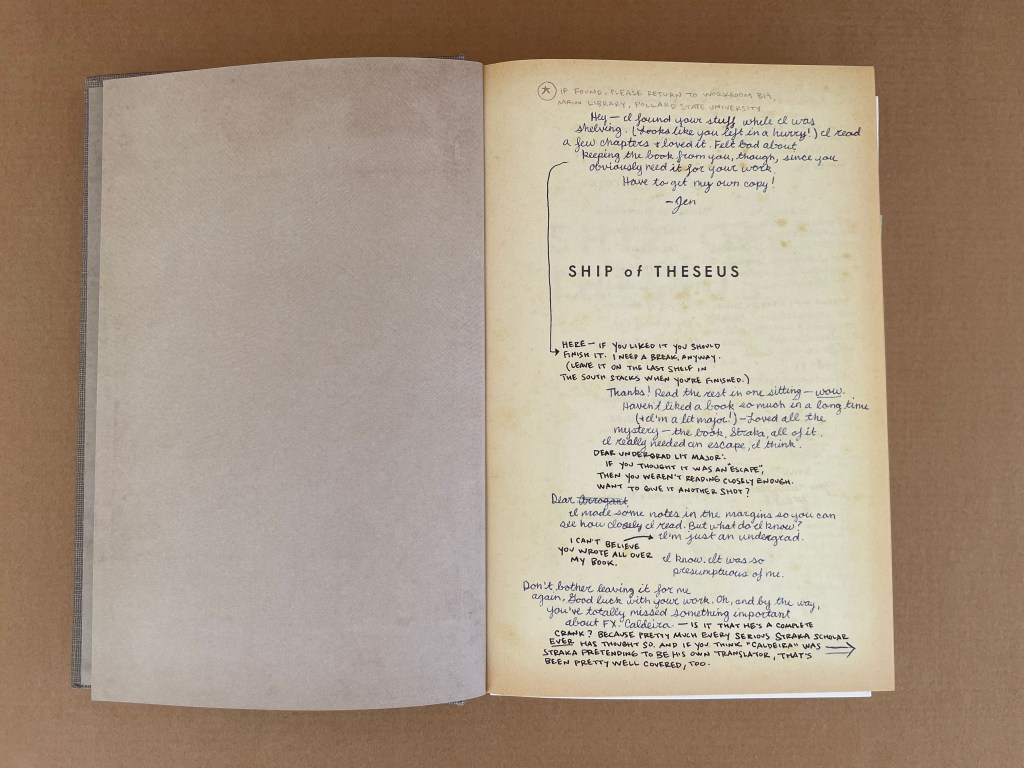 IF FOUND, PLEASE RETURN TO WORKROOM B19,
MAIN LIBRARY, POLLARD STATE UNIVERSITY
Hey — I found your stuff while I was
shelving. (Looks like you left in a hurry!) I read
a few chapters + loved it. Felt bad about
keeping the book from you, though, since you
obviously need it for your work.
Have to get my own copy!
—Jen
SHIP of THESEUS
HERE — IF YOU LIKED IT YOU SHOULD
FINISH IT. I NEED A BREAK, ANYWAY.
(LEAVE IT ON THE LAST SHELF IN
THE SOUTH STACKS WHEN YOU'RE FINISHED.)
Thanks! Read the rest in one sitting — wow.
Haven't liked a book so much in a long time
(+ I'm a lit major!) — Loved all the
mystery — the book, Straka, all of it.
I really needed an escape, I think.
DEAR UNDERGRAD LIT MAJOR:
IF YOU THOUGHT IT WAS AN "ESCAPE",
THEN YOU WEREN'T READING CLOSELY ENOUGH.
WANT TO GIVE IT ANOTHER SHOT?
Dear Arrogant,
I made some notes in the margins so you can
see how closely I read. But what do I know?
I'm just an undergrad.
I CAN'T BELIEVE
YOU WROTE ALL OVER
MY BOOK.
I know. It was so
presumptuous of me.
Don't bother leaving it for me
again. Good luck with your work. Oh, and by the way,
you've totally missed something important
about FX. Caldeira — IS IT THAT HE'S A COMPLETE
CRANK? BECAUSE PRETTY MUCH EVERY SERIOUS STRAKA SCHOLAR
EVER HAS THOUGHT SO. AND IF YOU THINK "CALDEIRA" WAS
STRAKA PRETENDING TO BE HIS OWN TRANSLATOR, THAT'S
BEEN PRETTY WELL COVERED, TOO.